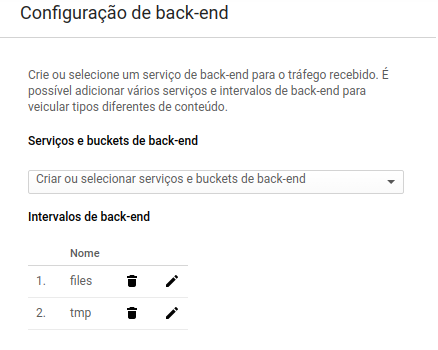 Configuração de back-end
Crie ou selecione um serviço de back-end para o tráfego recebido. É
possível adicionar vários serviços e intervalos de back-end para
veicular tipos diferentes de conteúdo.
Serviços e buckets de back-end
Criar ou selecionar serviços e buckets de back-end
Intervalos de back-end
Nome
1. files
2. tmp